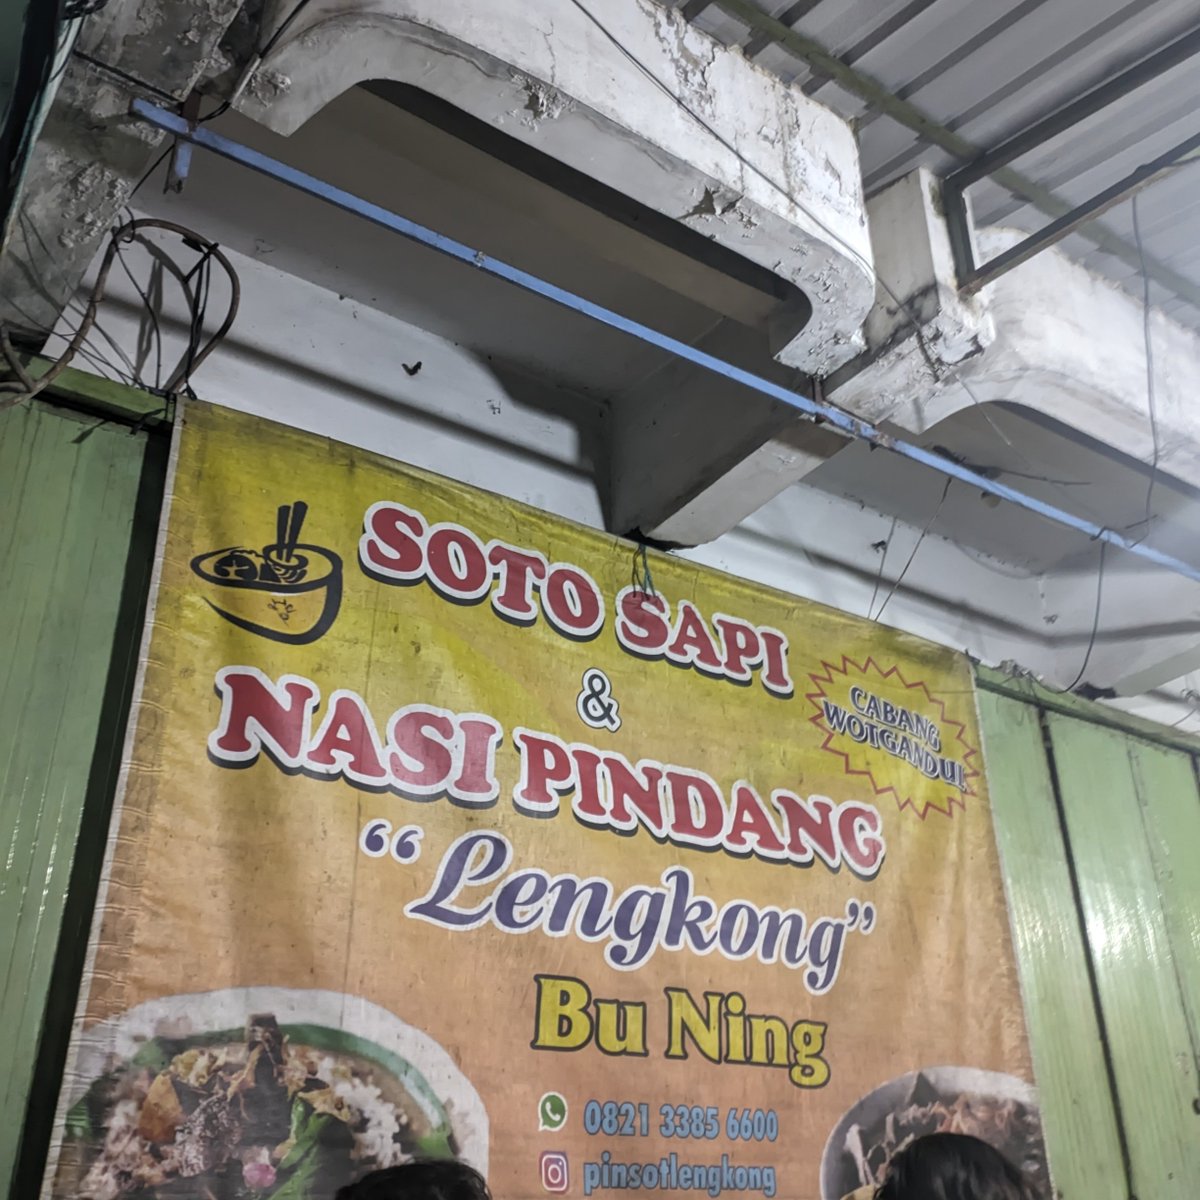 SOTO SAPI
&
NASI PINDANG
CABANG
WOTGANDUL
“Lengkong”
Bu Ning
0821 3385 6600
pinsotlengkong